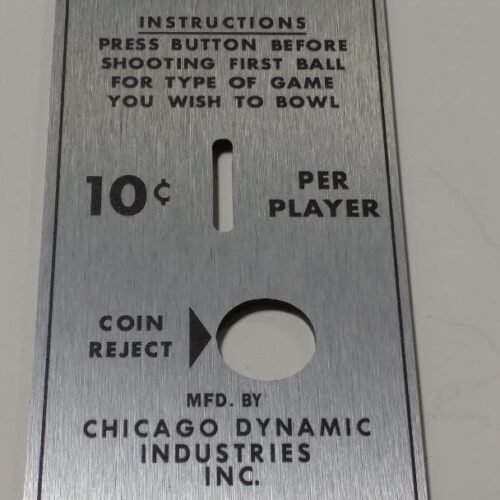 INSTRUCTIONS
PRESS BUTTON BEFORE
SHOOTING FIRST BALL
FOR TYPE OF GAME
YOU WISH TO BOWL
10¢
PER
PLAYER
COIN
REJECT
MFD. BY
CHICAGO DYNAMIC
INDUSTRIES
INC.